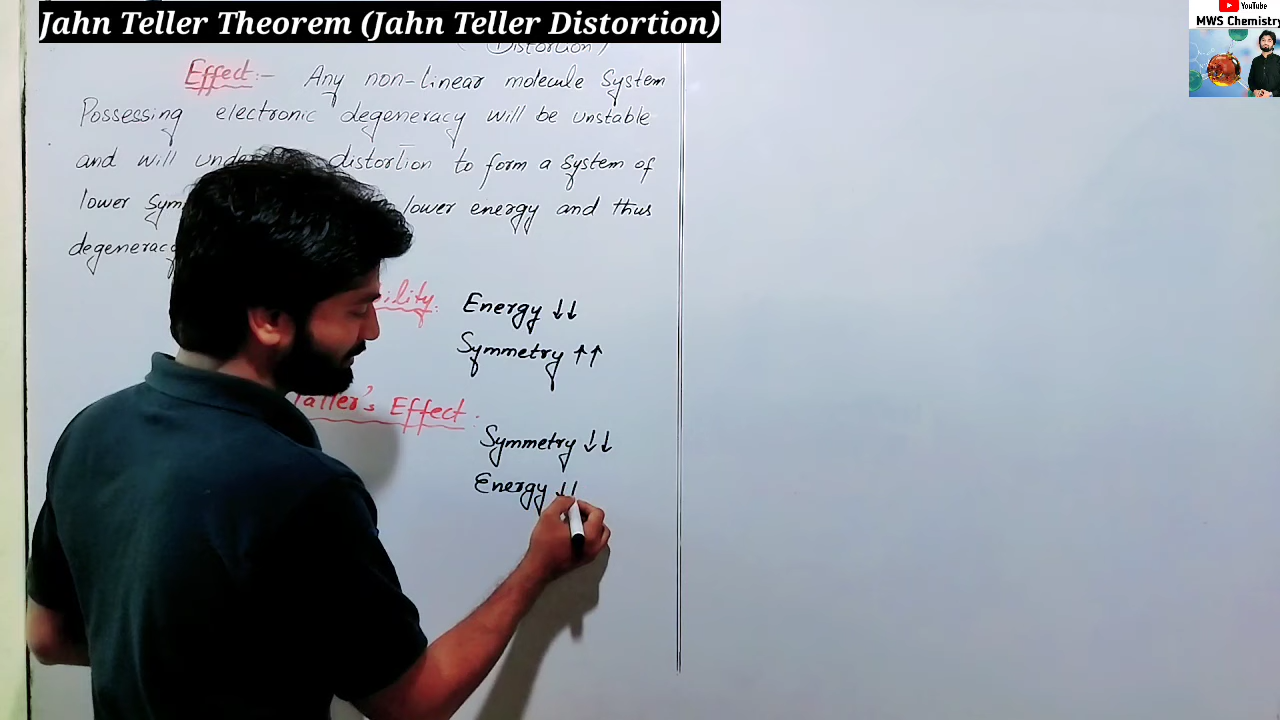 Jahn Teller Theorem (Jahn Teller Distortion)
YouTube
MWS Chemistry
(Distortion)
Effect:- Any non-linear molecule system
Possessing electronic degeneracy will be unstable
and will distortion to form a system of
lower lower energy and thus
Energy ↓↓
Symmetry ↑↑
Taller's Effect:
Symmetry ↓↓
Energy ↓↓